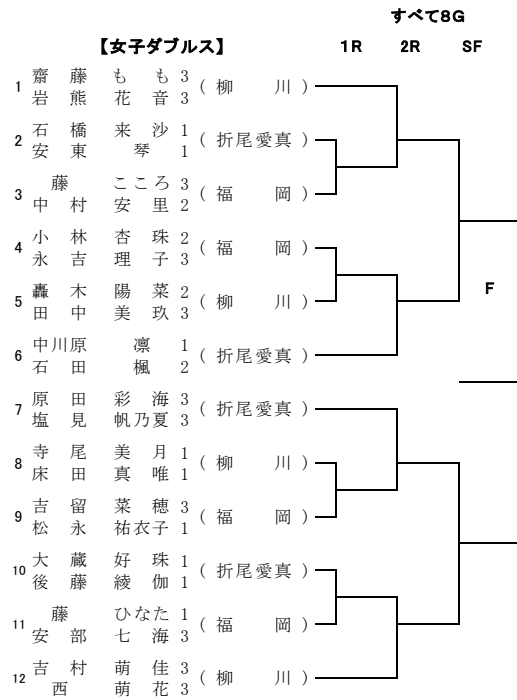 すべて8G
【女子ダブルス】 1R 2R SF
1 齋藤もも 3 (柳川)
岩熊花音 3
2 石橋来沙 1 (折尾愛真)
安東琴 1
3 藤こころ 3 (福岡)
中村安里 2
4 小林杏珠 2 (福岡)
永吉理子 3
5 轟木陽菜 2 (柳川)
田中美玖 3
F
6 中川原凛 1 (折尾愛真)
石田楓 2
7 原田彩海 3 (折尾愛真)
塩見帆乃夏 3
8 寺尾美月 1 (柳川)
床田真唯 1
9 吉留菜穂 3 (福岡)
松永祐衣子 1
10 大蔵好珠 1 (折尾愛真)
後藤綾伽 1
11 藤ひなた 1 (福岡)
安部七海 3
12 吉村萌佳 3 (柳川)
西萌花 3